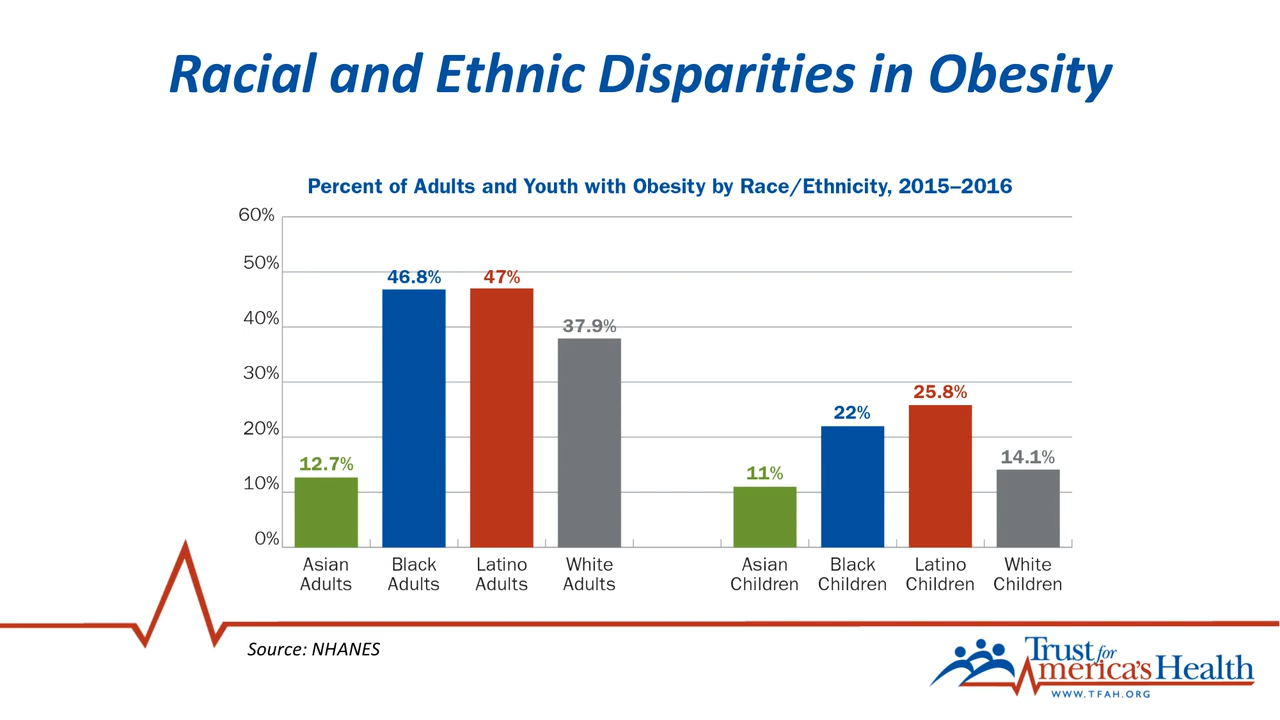 Racial and Ethnic Disparities in Obesity
Percent of Adults and Youth with Obesity by Race/Ethnicity, 2015–2016
60%
50%
40%
30%
20%
10%
0%
12.7%
46.8%
47%
37.9%
11%
22%
25.8%
14.1%
Asian
Adults
Black
Adults
Latino
Adults
White
Adults
Asian
Children
Black
Children
Latino
Children
White
Children
Source: NHANES
Trust for
America's Health
WWW.TFAH.ORG